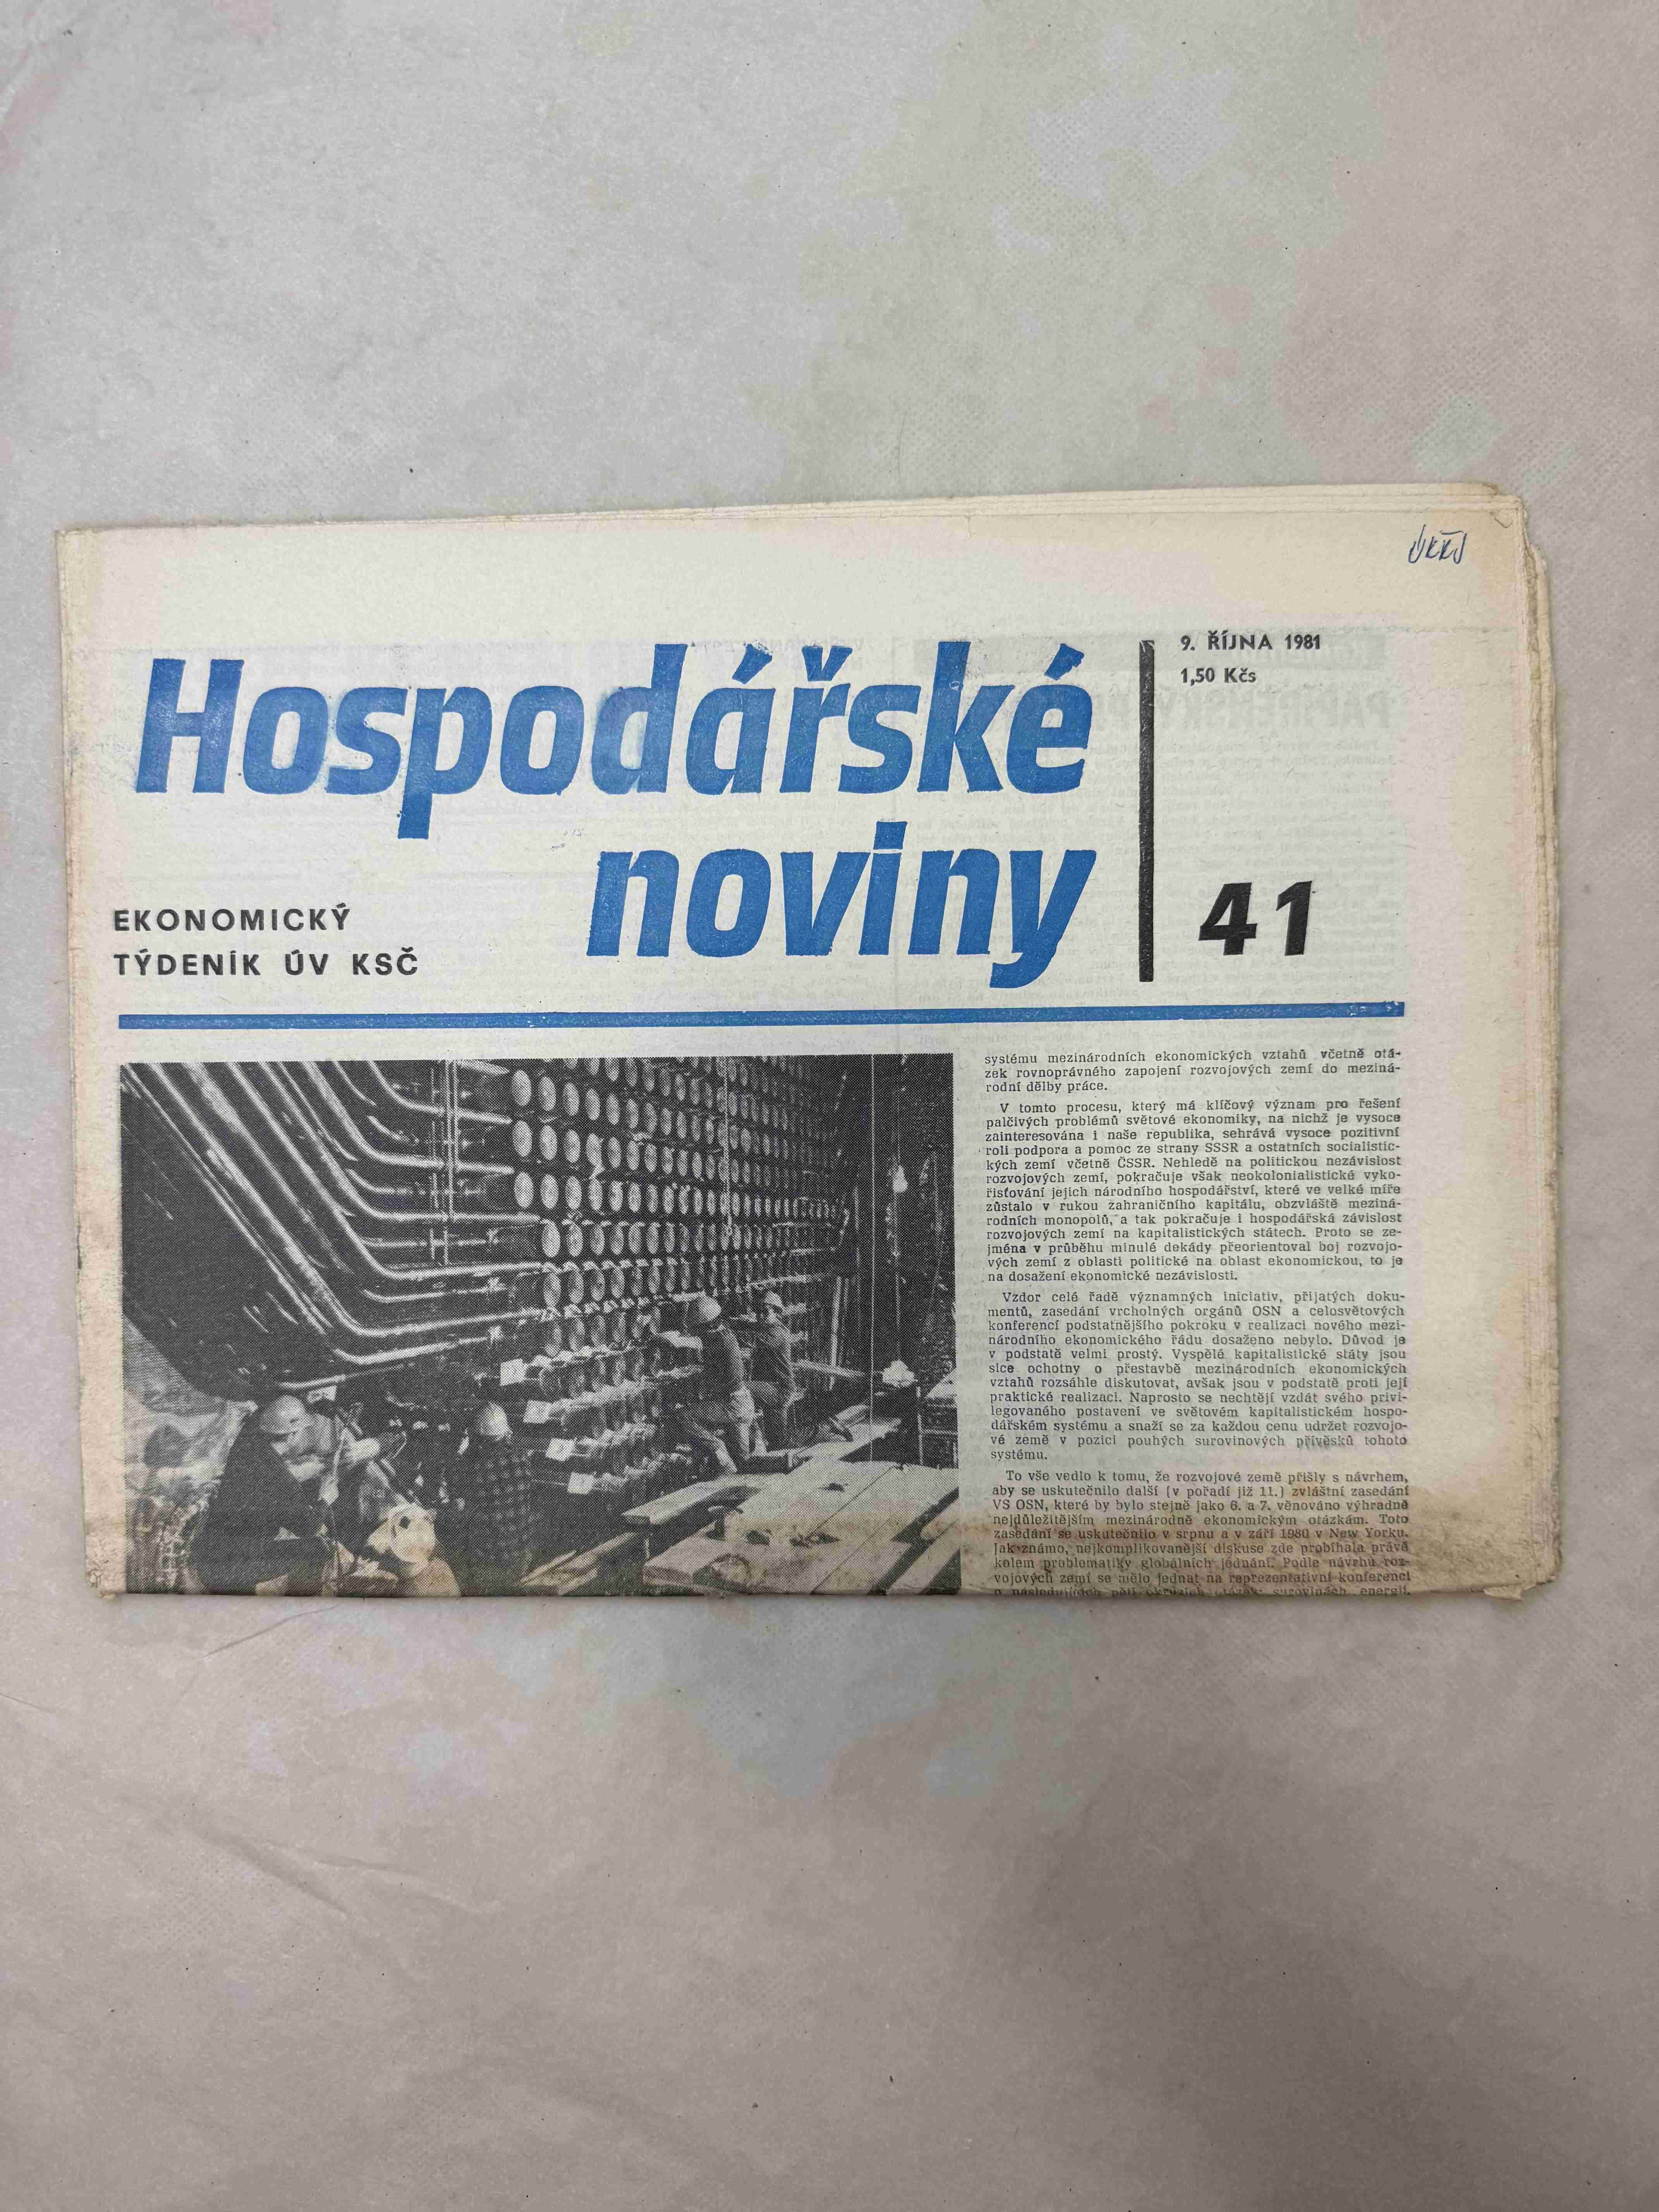 Hospodářské
noviny
EKONOMICKÝ
TÝDENÍK ÚV KSČ
9. ŘÍJNA 1981
1,50 Kčs
41
systému mezinárodních ekonomických vztahů včetně otá-
zek rovnoprávného zapojení rozvojových zemí do meziná-
rodní dělby práce.
V tomto procesu, který má klíčový význam pro řešení
palčivých problémů světové ekonomiky, na nichž je vysoce
zainteresována i naše republika, sehrává vysoce pozitivní
roli podpora a pomoc ze strany SSSR a ostatních socialistic-
kých zemí včetně ČSSR. Nehledě na politickou nezávislost
rozvojových zemí, pokračuje však neokolonialistické vyko-
řisťování jejich národního hospodářství, které ve velké míře
zůstalo v rukou zahraničního kapitálu, obzvláště meziná-
rodních monopolů, a tak pokračuje i hospodářská závislost
rozvojových zemí na kapitalistických státech. Proto se ze-
jména v průběhu minulé dekády přeorientoval boj rozvojo-
vých zemí z oblasti politické na oblast ekonomickou, to je
na dosažení ekonomické nezávislosti.
Vzdor celé řadě významných iniciativ, přijatých doku-
mentů, zasedání vrcholných orgánů OSN a celosvětových
konferencí podstatnějšího pokroku v realizaci nového mezi-
národního ekonomického řádu dosaženo nebylo. Důvod je
v podstatě velmi prostý. Vyspělé kapitalistické státy jsou
sice ochotny o přestavbě mezinárodních ekonomických
vztahů rozsáhle diskutovat, avšak jsou v podstatě proti její
praktické realizaci. Naprosto se nechtějí vzdát svého privi-
legovaného postavení ve světovém kapitalistickém hospo-
dářském systému a snaží se za každou cenu udržet rozvojo-
vé země v pozici pouhých surovinových přívěsků tohoto
systému.
To vše vedlo k tomu, že rozvojové země přišly s návrhem,
aby se uskutečnilo další (v pořadí již 11.) zvláštní zasedání
VS OSN, které by bylo stejně jako 6. a 7. věnováno výhradně
nejdůležitějším mezinárodně ekonomickým otázkám. Toto
zasedání se uskutečnilo v srpnu a v září 1980 v New Yorku.
Jak známo, nejkomplikovanější diskuse zde probíhala právě
kolem problematiky globálních jednání. Podle návrhu roz-
vojových zemí se mělo jednat na reprezentativní konferenci
o následujících pěti okruzích otázek: surovinách, energii,